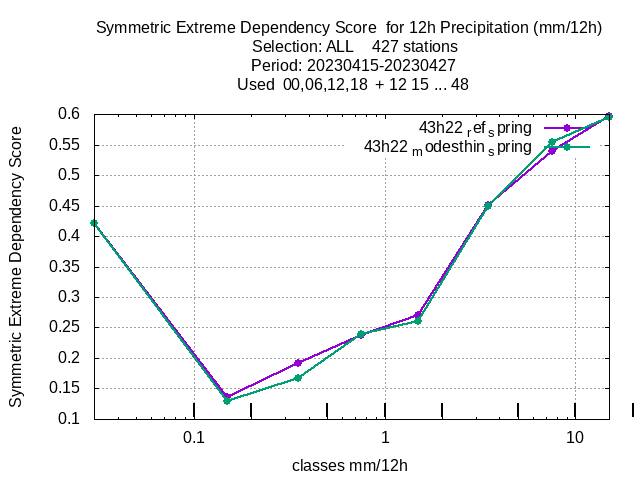 Symmetric Extreme Dependency Score  for 12h Precipitation (mm/12h)
Selection: ALL    427 stations
Period: 20230415-20230427
Used  00,06,12,18  + 12 15 ... 48
43h22 ref spring
43h22 modesthin spring
Symmetric Extreme Dependency Score
0.6
0.55
0.5
0.45
0.4
0.35
0.3
0.25
0.2
0.15
0.1
0.1 1 10
classes mm/12h